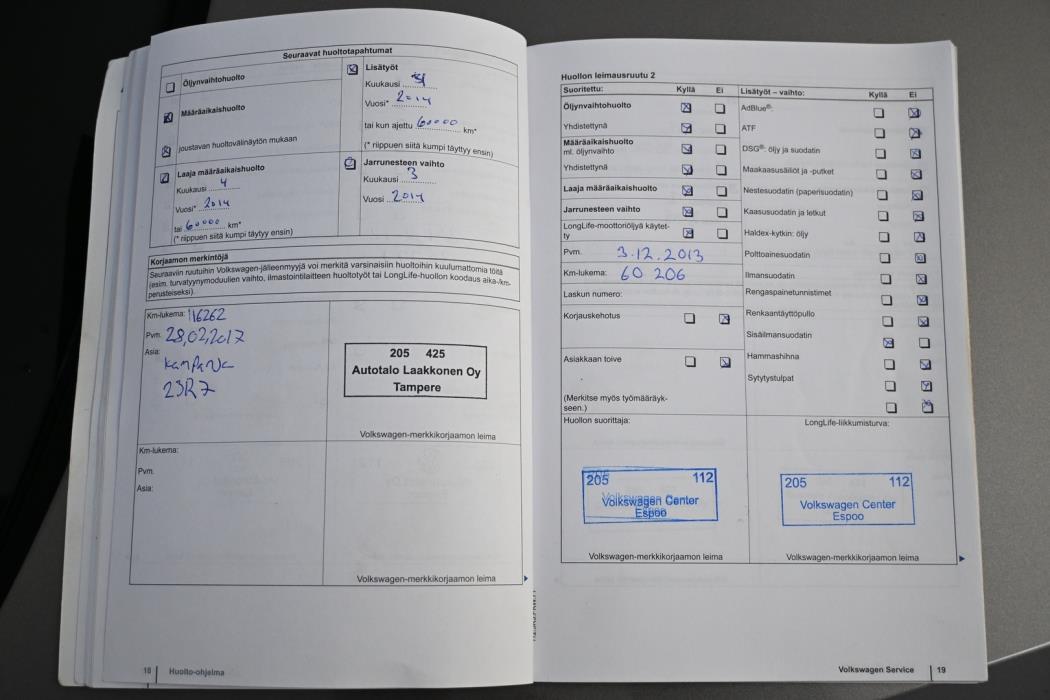 Seuraavat huoltotapahtumat
Öljynvaihtohuolto
Määräaikaishuolto
joustavan huoltovälinäytön mukaan
Laaja määräaikaishuolto
Kuukausi 4
Vuosi* 2014
tai 60000 km*
(* riippuen siitä kumpi täytyy ensin)
Lisätyöt
Kuukausi
Vuosi* 2014
tai kun ajettu 60000 km*
(* riippuen siitä kumpi täytyy ensin)
Jarrunesteen vaihto
Kuukausi 3
Vuosi 2014
Korjaamon merkintöjä
Seuraaviin ruutuihin Volkswagen-jälleenmyyjä voi merkitä varsinaisiin huoltoihin kuulumattomia töitä
(esim. turvatyynymoduulien vaihto, ilmastointilaitteen huoltotyöt tai LongLife-huollon koodaus aika-/km-
perusteiseksi).
Km-lukema: 116262
Pvm: 28,02,2017
Asia:
KAMPANJA
23R7
205 425
Autotalo Laakkonen Oy
Tampere
Volkswagen-merkkikorjaamon leima
Km-lukema:
Pvm.
Asia:
Volkswagen-merkkikorjaamon leima
18 Huolto-ohjelma
Huollon leimausruutu 2
Suoritettu: Kyllä Ei
Öljynvaihtohuolto
Yhdistettynä
Määräaikaishuolto
ml. öljynvaihto
Yhdistettynä
Laaja määräaikaishuolto
Jarrunesteen vaihto
LongLife-moottoriöljyä käytet-
ty
Pvm. 3.12.2013
Km-lukema: 60 206
Laskun numero:
Korjauskehotus
Asiakkaan toive
(Merkitse myös työmääräyk-
seen.)
Lisätyöt – vaihto: Kyllä Ei
AdBlue®:
ATF
DSG®: öljy ja suodatin
Maakaasusäiliöt ja -putket
Nestesuodatin (paperisuodatin)
Kaasusuodatin ja letkut
Haldex-kytkin: öljy
Polttoainesuodatin
Ilmansuodatin
Rengaspainetunnistimet
Renkaantäyttöpullo
Sisäilmansuodatin
Hammashihna
Sytytystulpat
Huollon suorittaja:
205 112
Volkswagen Center
Espoo
Volkswagen-merkkikorjaamon leima
LongLife-liikkumisturva:
205 112
Volkswagen Center
Espoo
Volkswagen-merkkikorjaamon leima
Volkswagen Service 19